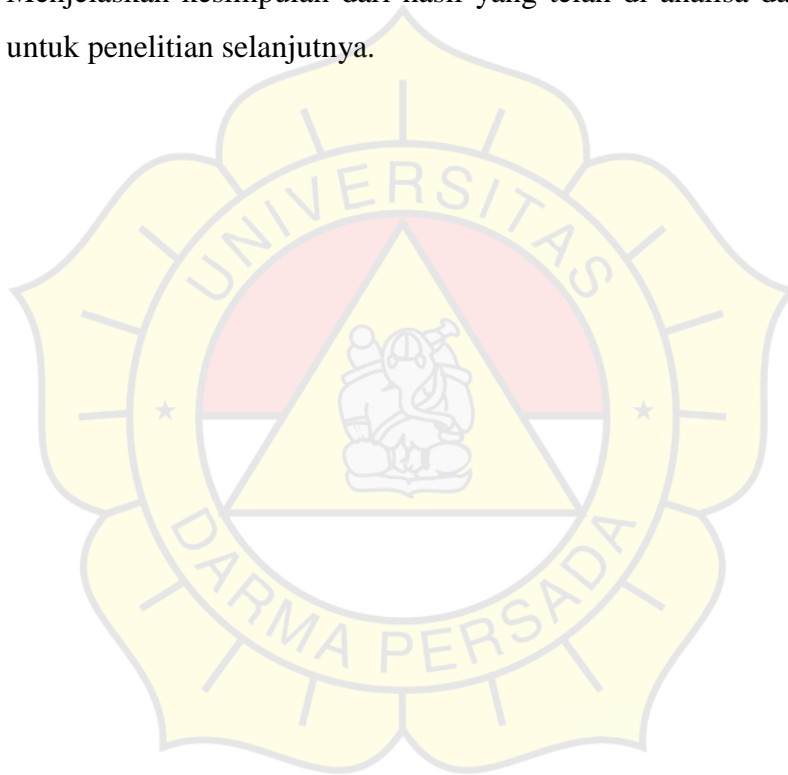 Menjelaskan kesimpulan dari hasil yang telah di analisa da
untuk penelitian selanjutnya.
UNIVERSITAS
DARMA PERSADA